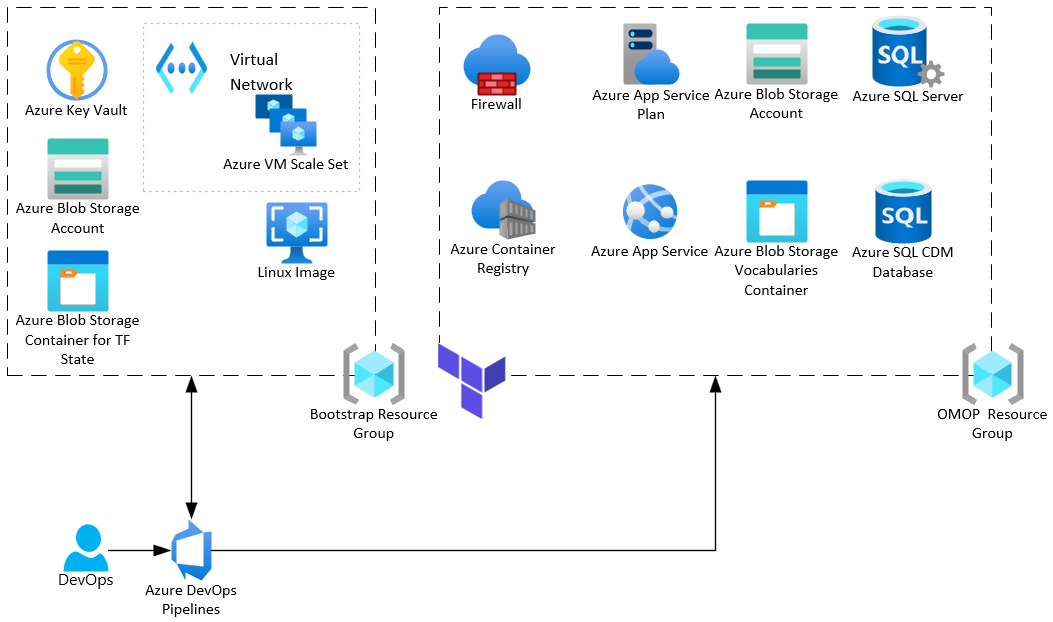 Azure Key Vault
Virtual
Network
Azure VM Scale Set
Azure Blob Storage
Account
Linux Image
Azure Blob Storage
Container for TF
State
Bootstrap Resource
Group
Firewall
Azure App Service
Plan
Azure Blob Storage
Account
SQL
Azure SQL Server
Azure Container
Registry
Azure App Service
Azure Blob Storage
Vocabularies
Container
SQL
Azure SQL CDM
Database
OMOP  Resource
Group
DevOps
Azure DevOps
Pipelines